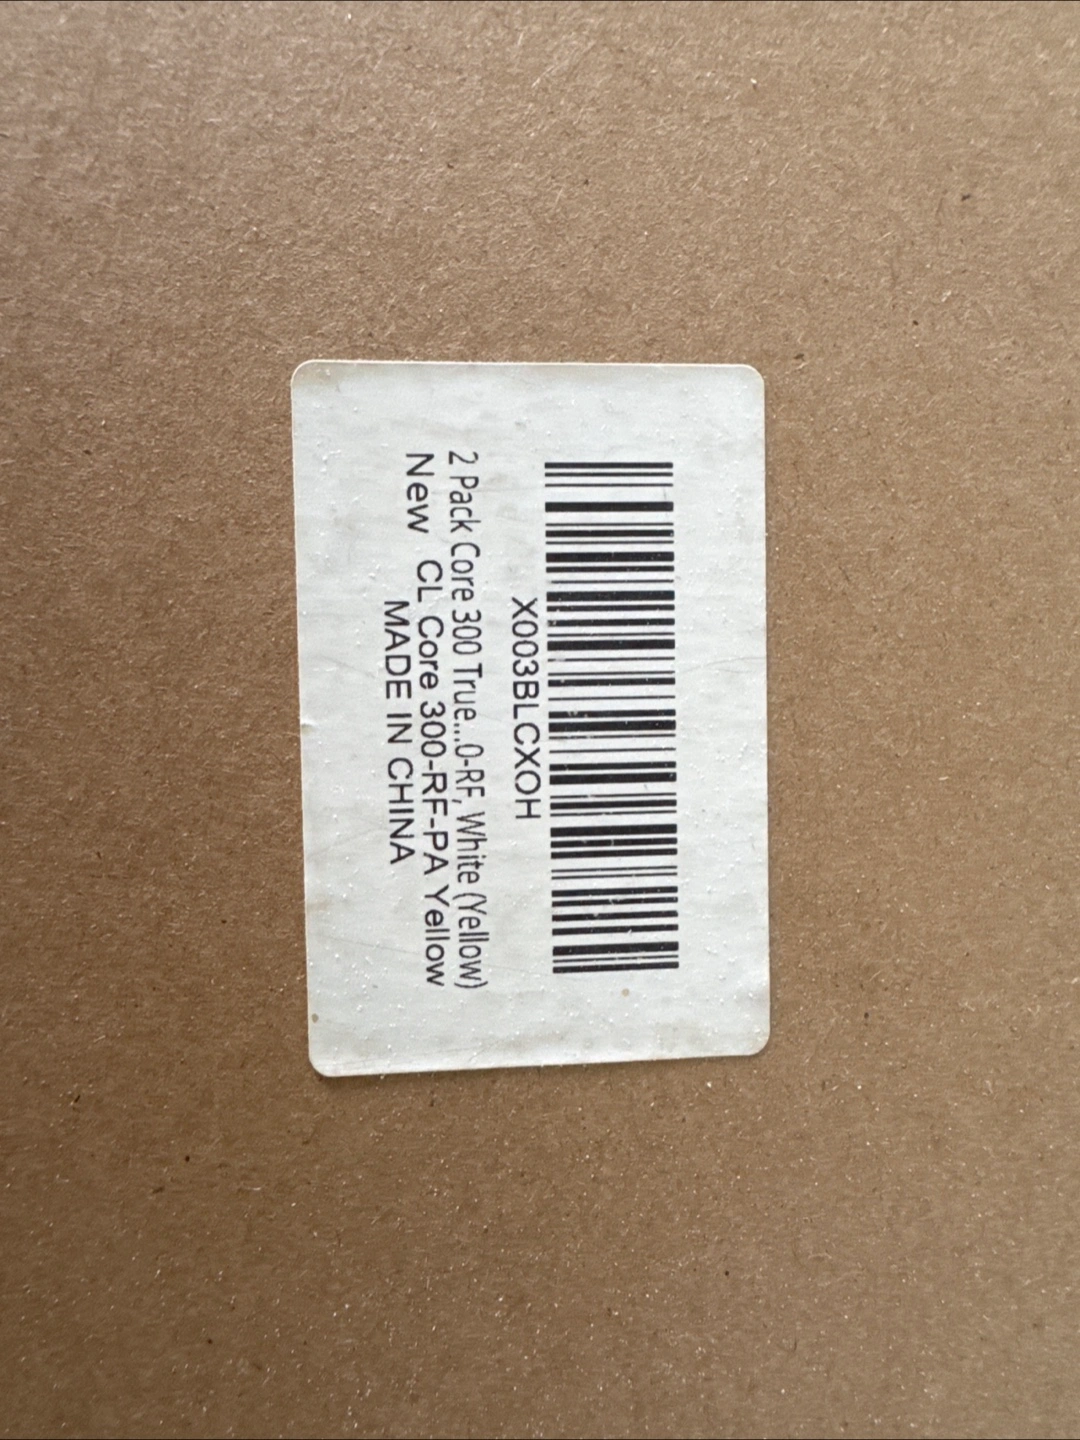 X003BLCXOH
2 Pack Core 300 True...0-RF, White (Yellow)
New CL Core 300-RF-PA Yellow
MADE IN CHINA